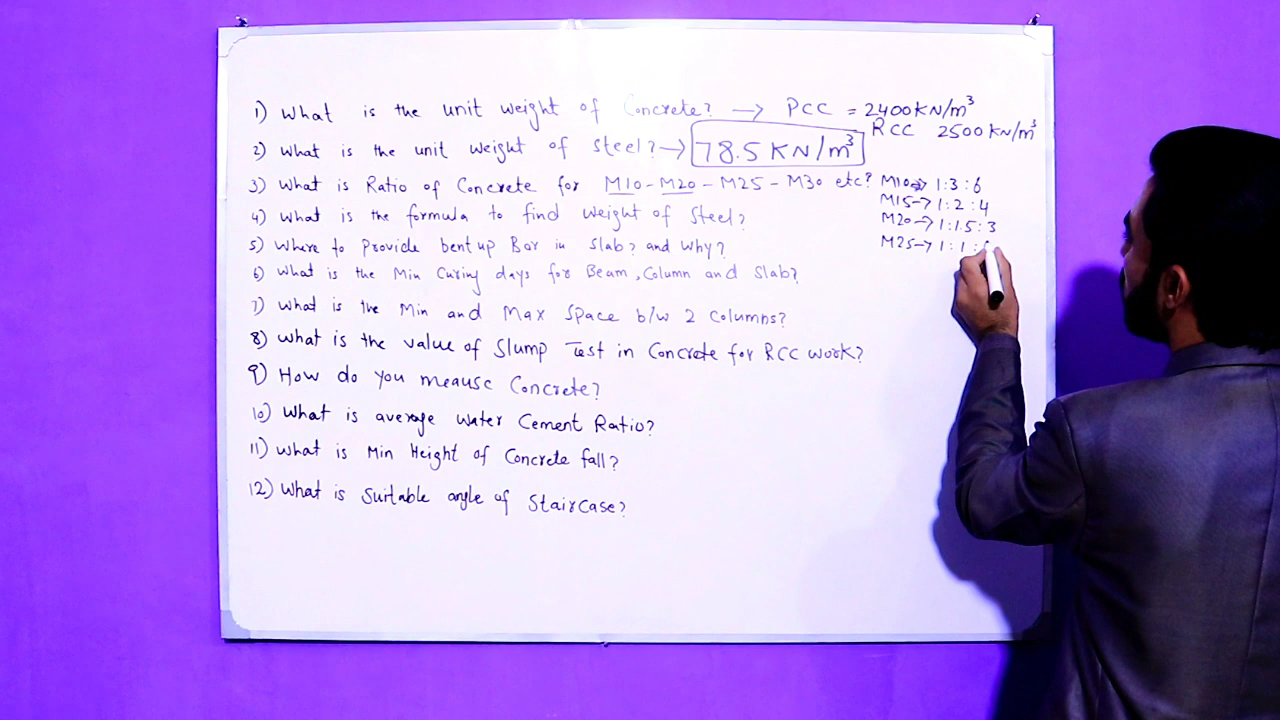 1) What is the unit weight of Concrete? → PCC = 2400KN/m³
RCC 2500KN/m³
2) What is the unit weight of Steel? → 78.5 KN/m³
3) What is Ratio of Concrete for M10-M20-M25-M30 etc? M10→ 1:3:6
M15→ 1:2:4
4) What is the formula to find weight of Steel?
M20→ 1:1.5:3
5) Where to Provide bent up Bar in Slab? and Why?
M25→ 1:1:
6) What is the Min Curing days for Beam, Column and Slab?
7) What is the Min and Max Space b/w 2 Columns?
8) What is the value of Slump Test in Concrete for RCC work?
9) How do you meause Concrete?
10) What is average water Cement Ratio?
11) What is Min Height of Concrete fall?
12) What is Suitable angle of Staircase?